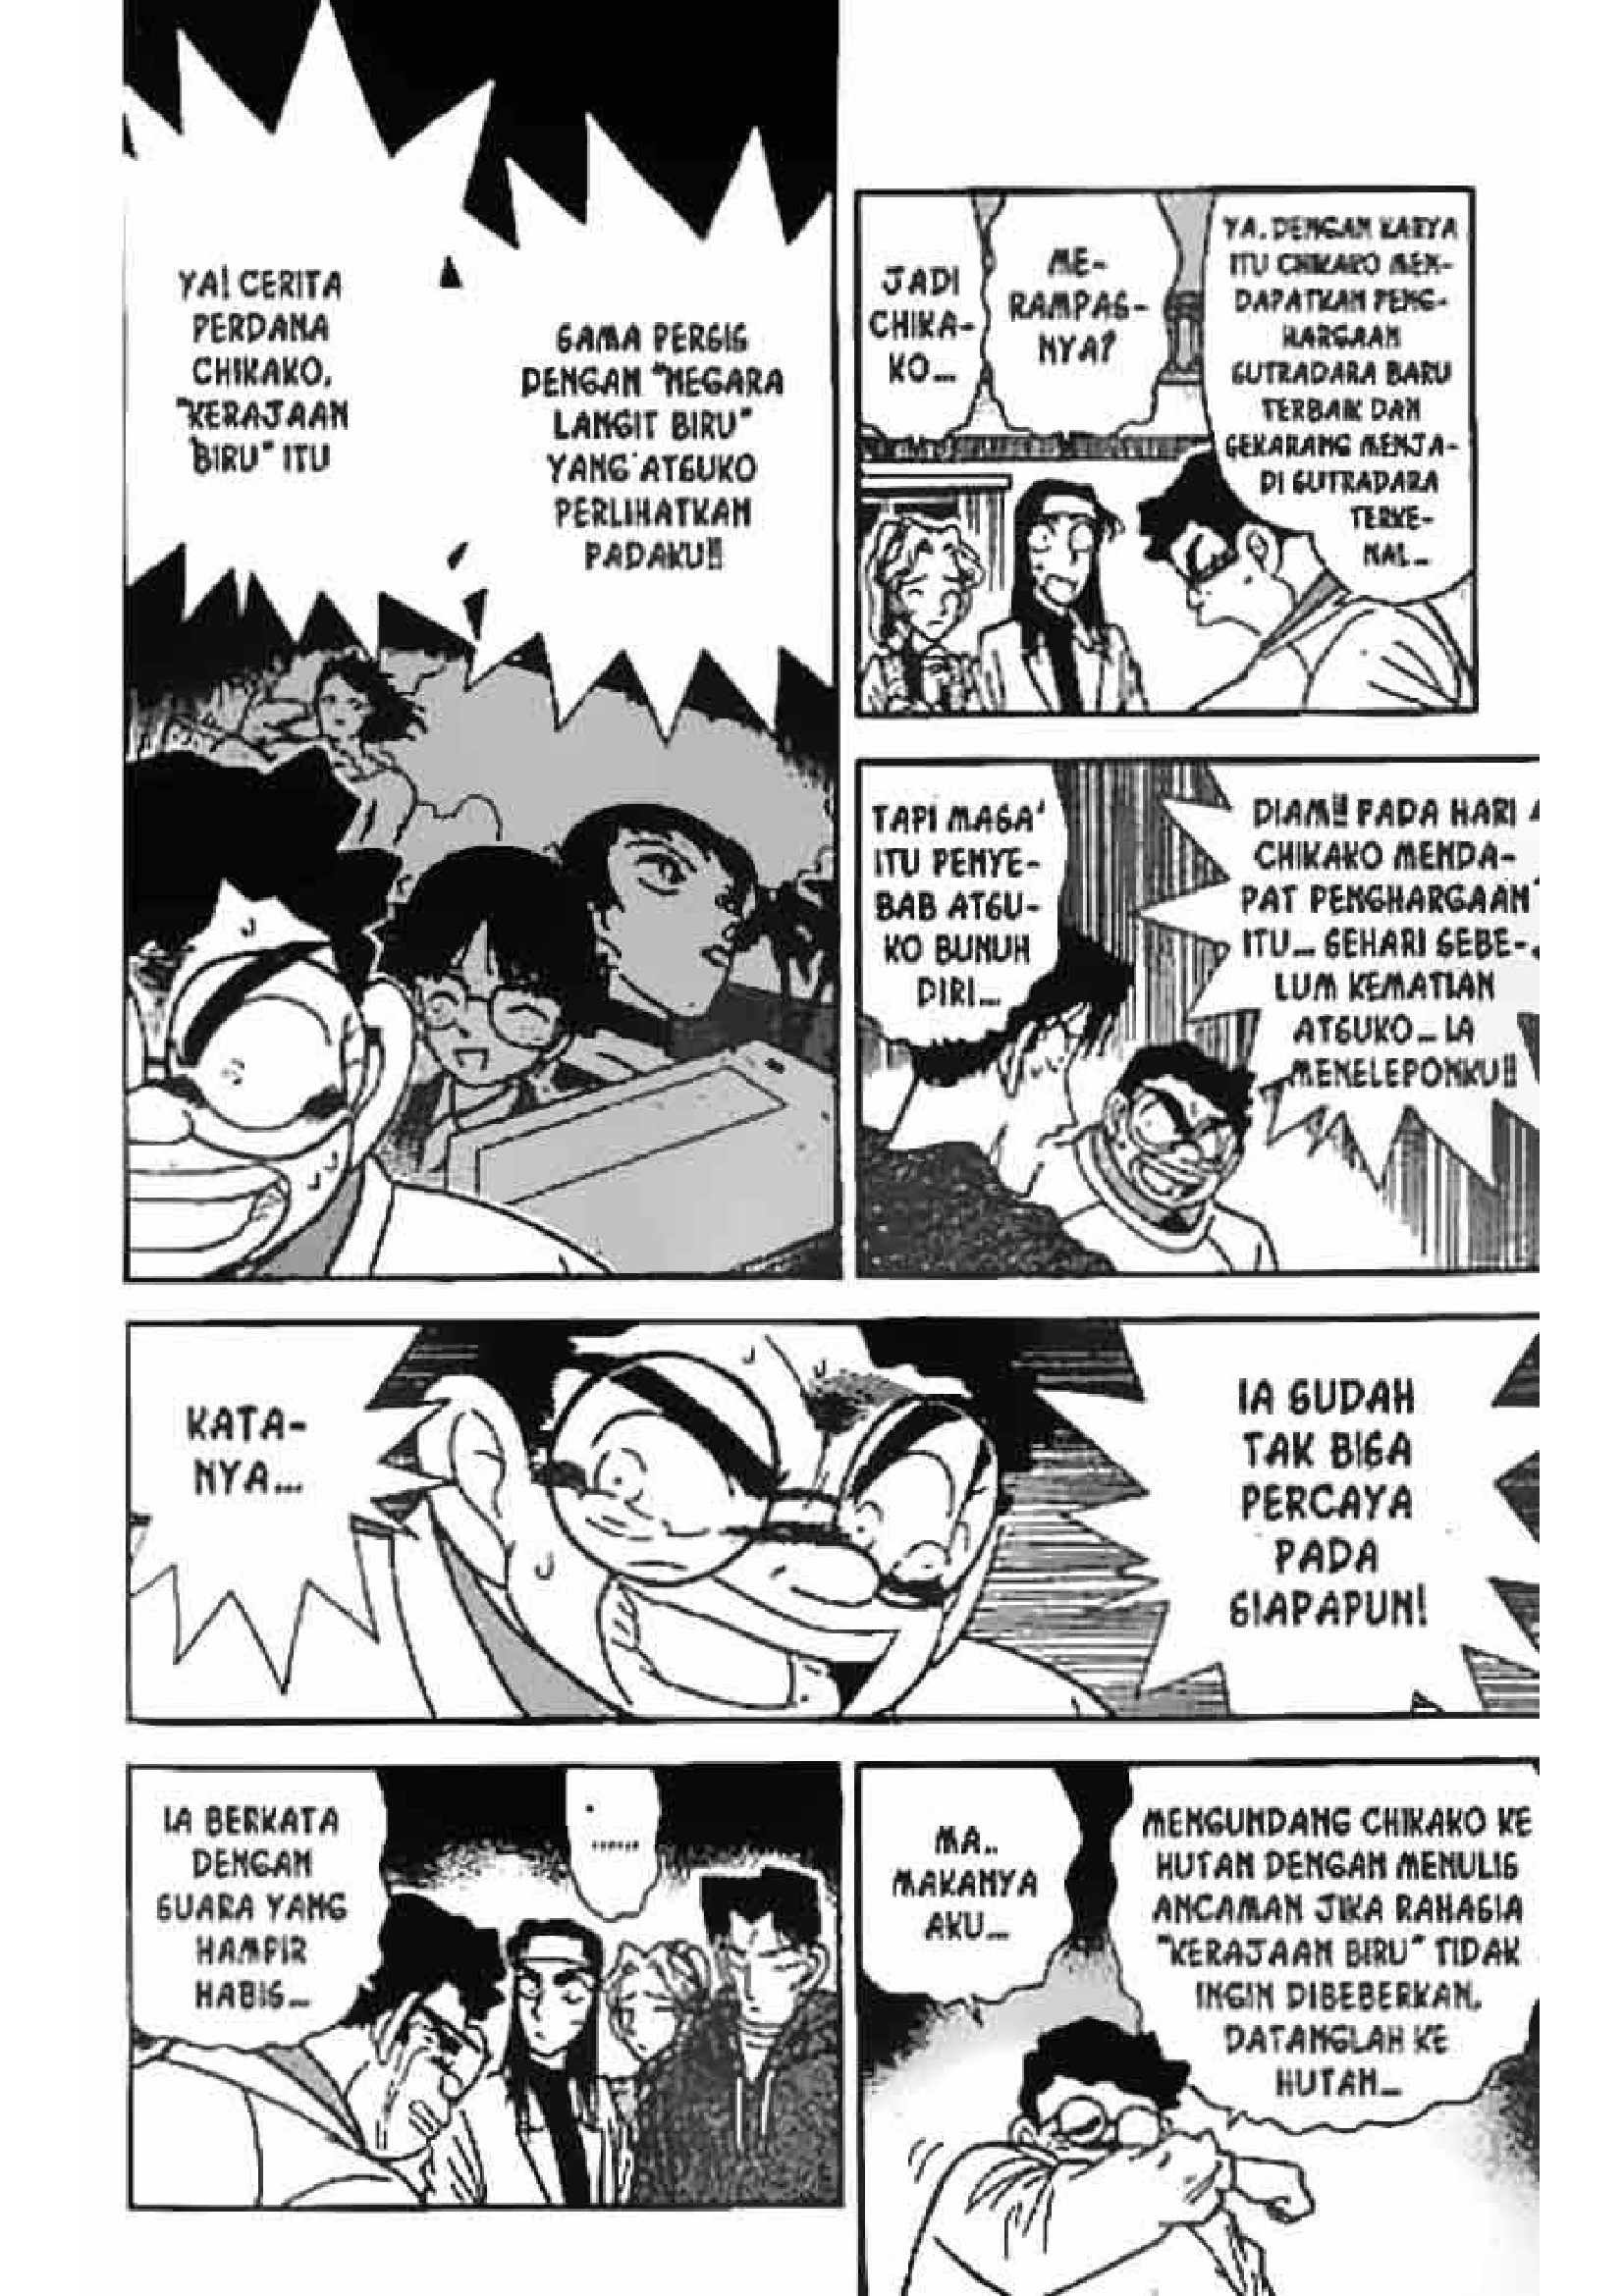 YA! CERITA
PERDANA
CHIKAKO,
"KERAJAAN
BIRU" ITU
SAMA PERSIS
DENGAN "NEGARA
LANGIT BIRU"
YANG ATSUKO
PERLIHATKAN
PADAKU!!
JADI
CHIKA-
KO...
ME-
RAMPAS-
NYA?
YA. DENGAN KARYA
ITU CHIKAKO MEN-
DAPATKAN PENG-
HARGAAN
SUTRADARA BARU
TERBAIK DAN
SEKARANG MENJA-
DI SUTRADARA
TERKE-
NAL...
TAPI MASA'
ITU PENYE-
BAB ATSU-
KO BUNUH
DIRI...
DIAM!! PADA HARI
CHIKAKO MENDA-
PAT PENGHARGAAN
ITU... SEHARI SEBE-
LUM KEMATIAN
ATSUKO... IA
MENELEPONKU!!
KATA-
NYA...
IA SUDAH
TAK BISA
PERCAYA
PADA
SIAPAPUN!
IA BERKATA
DENGAN
SUARA YANG
HAMPIR
HABIS...
......
MA..
MAKANYA
AKU...
MENGUNDANG CHIKAKO KE
HUTAN DENGAN MENULIS
ANCAMAN JIKA RAHASIA
"KERAJAAN BIRU" TIDAK
INGIN DIBEBERKAN,
DATANGLAH KE
HUTAN...